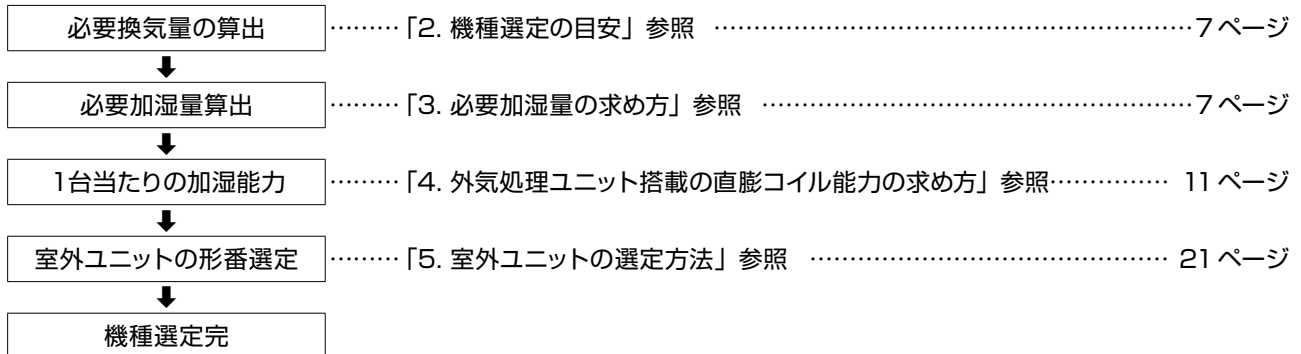 必要換気量の算出 ………「2. 機種選定の目安」参照 ……………………………………………………7ページ
必要加湿量算出 ………「3. 必要加湿量の求め方」参照 ………………………………………………7ページ
1台当たりの加湿能力 ………「4. 外気処理ユニット搭載の直膨コイル能力の求め方」参照…………… 11ページ
室外ユニットの形番選定 ………「5. 室外ユニットの選定方法」参照 ……………………………………… 21ページ
機種選定完